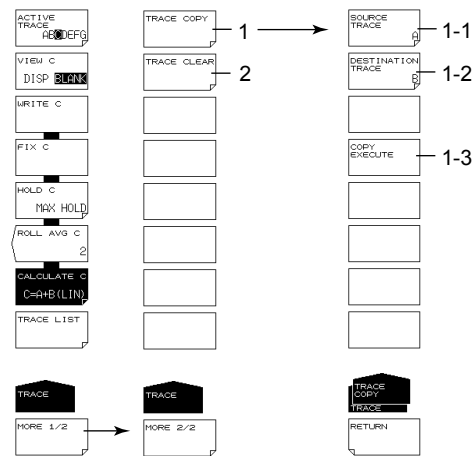 ACTIVE
TRACE
ABCDEFG
VIEW C
DISP BLANK
WRITE C
FIX C
HOLD C
MAX HOLD
ROLL AVG C
2
CALCULATE C
C=A+B(LIN)
TRACE LIST
TRACE
MORE 1/2
TRACE COPY
1
TRACE CLEAR
2
TRACE
MORE 2/2
SOURCE
TRACE
A
1-1
DESTINATION
TRACE
B
1-2
COPY
EXECUTE
1-3
TRACE
COPY
TRACE
RETURN